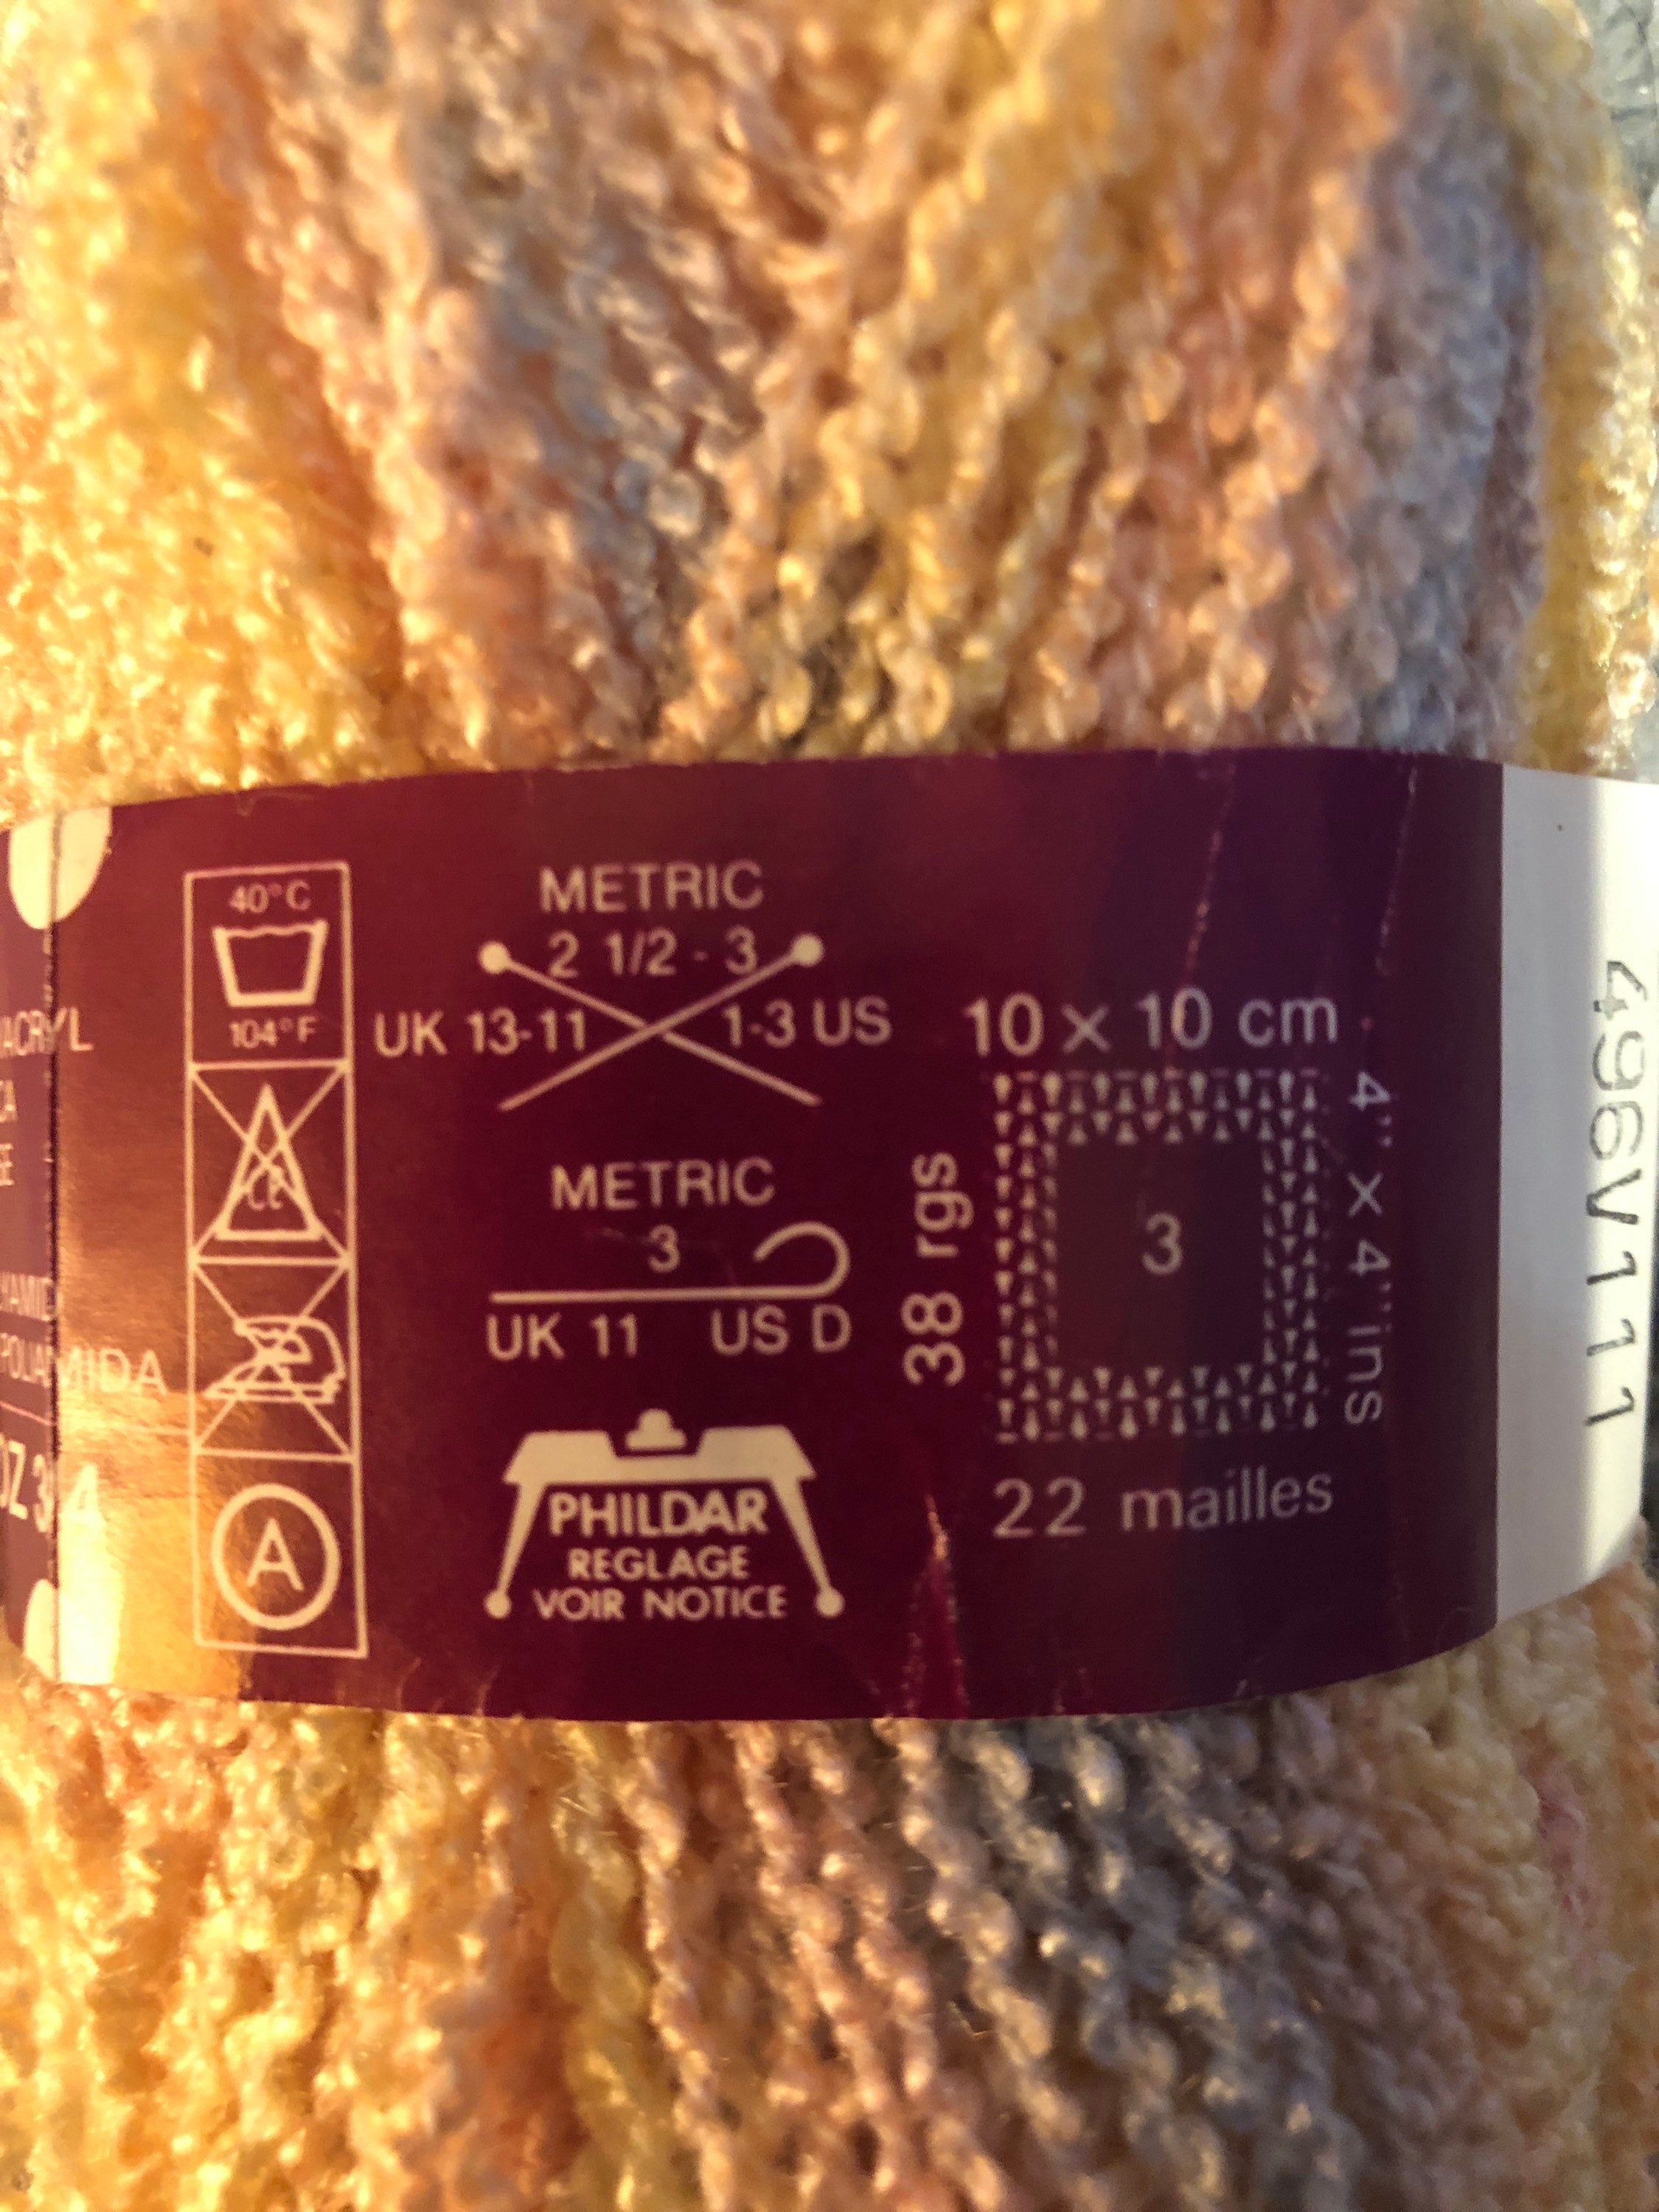 40°C
104°F
CL
A
METRIC
2 1/2 - 3
UK 13-11
1-3 US
METRIC
3
UK 11 US D
PHILDAR
REGLAGE
VOIR NOTICE
10 x 10 cm
38 rgs
3
4'' x 4'' ins
22 mailles
496V111